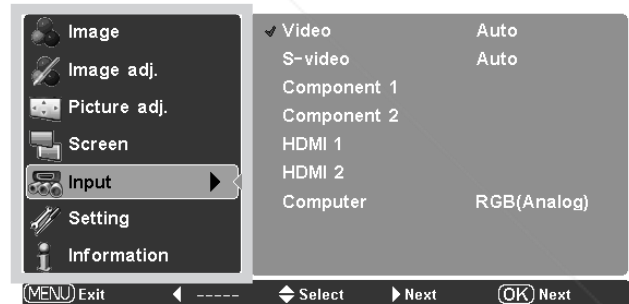 Image
Image adj.
Picture adj.
Screen
Input
Setting
Information
Video Auto
S-video Auto
Component 1
Component 2
HDMI 1
HDMI 2
Computer RGB(Analog)
MENU Exit ----- Select Next OK Next